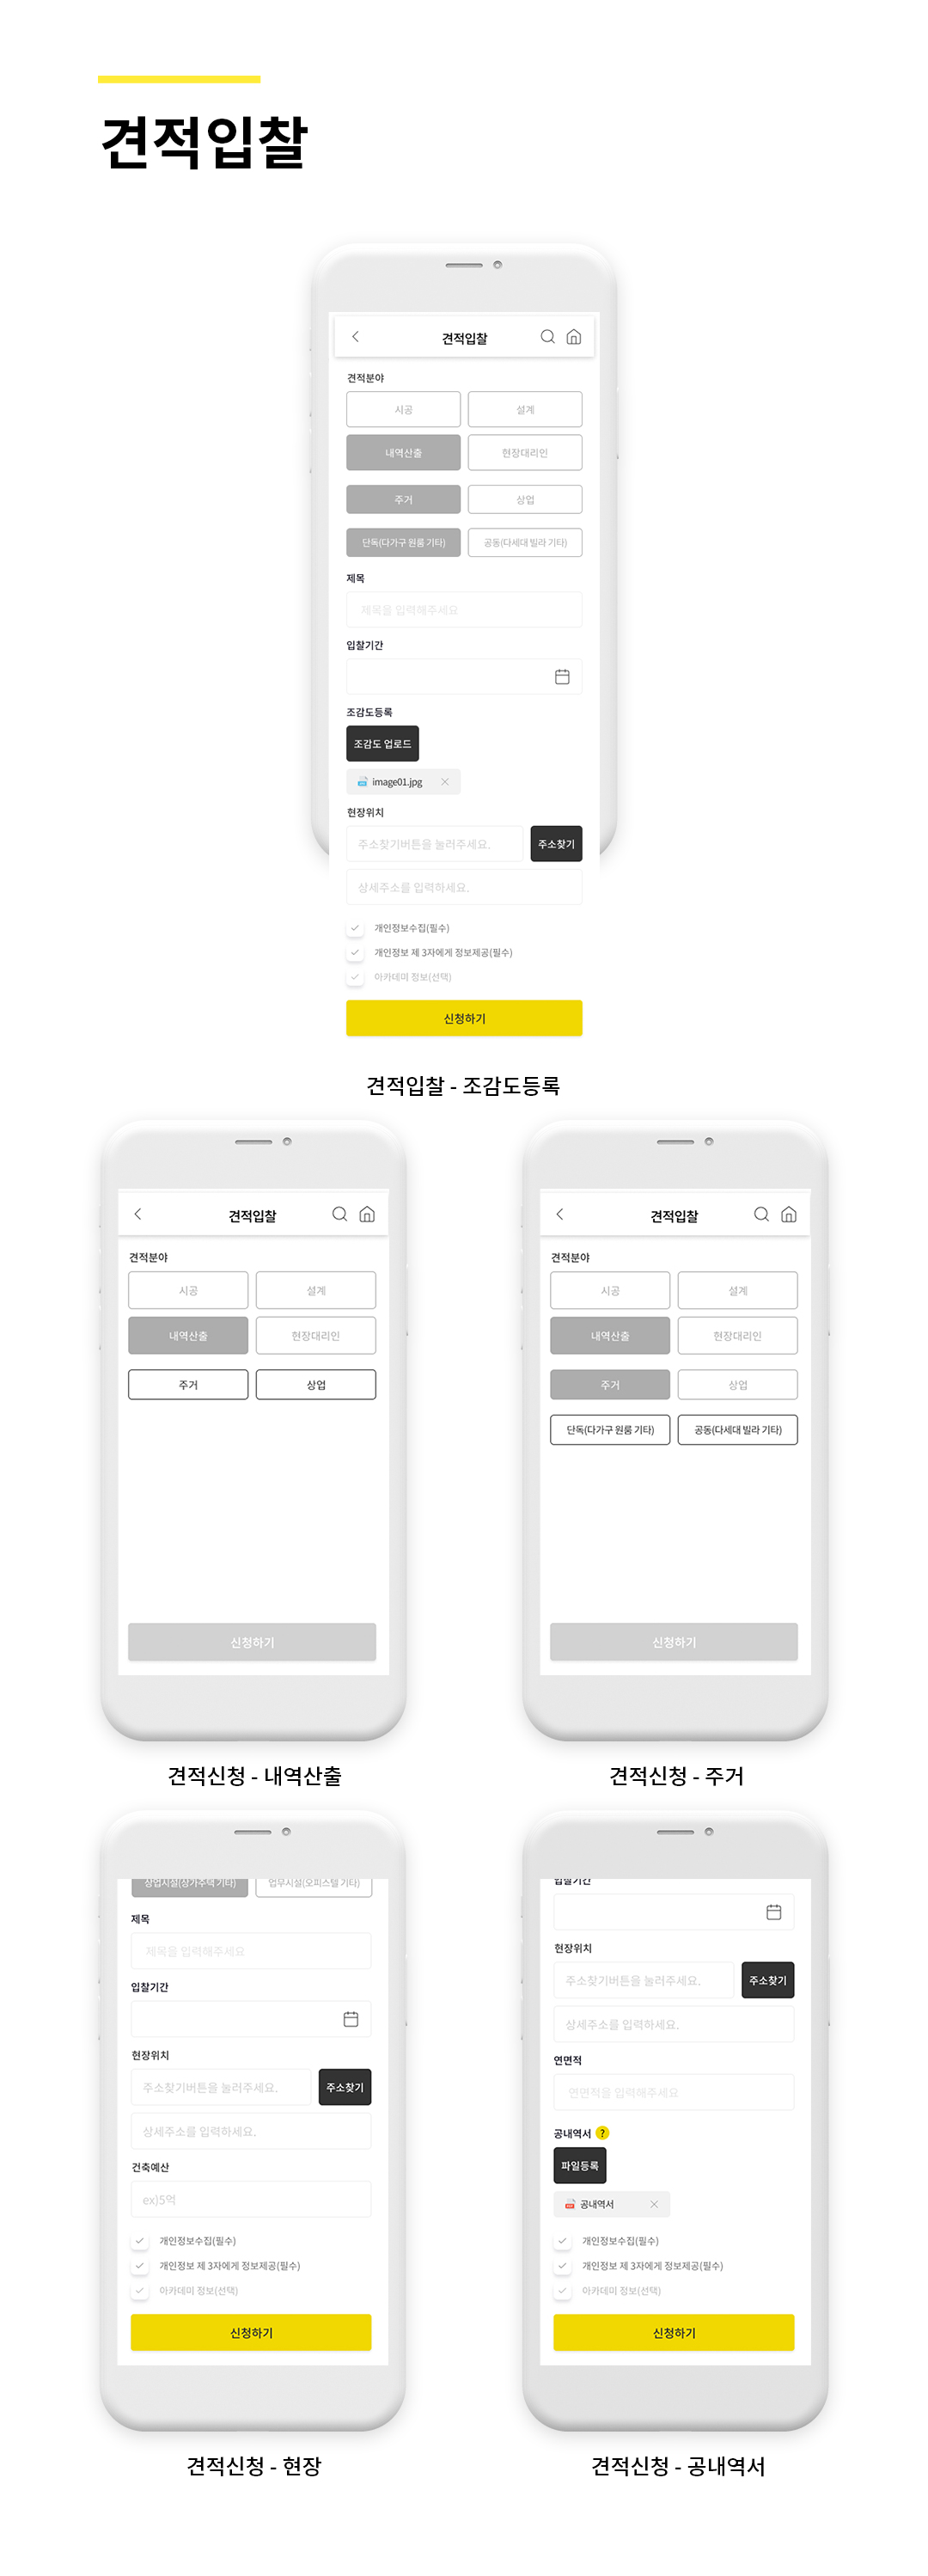 견적입찰
견적입찰
견적분야
시공
설계
내역산출
현장대리인
주거
상업
단독(다가구 원룸 기타)
공동(다세대 빌라 기타)
제목
제목을 입력해주세요
입찰기간
조감도등록
조감도 업로드
image01.jpg
현장위치
주소찾기버튼을 눌러주세요.
주소찾기
상세주소를 입력하세요.
개인정보수집(필수)
개인정보 제 3자에게 정보제공(필수)
아카데미 정보(선택)
신청하기
견적입찰 - 조감도등록
견적입찰
견적분야
시공
설계
내역산출
현장대리인
주거
상업
신청하기
견적신청 - 내역산출
견적입찰
견적분야
시공
설계
내역산출
현장대리인
주거
상업
단독(다가구 원룸 기타)
공동(다세대 빌라 기타)
신청하기
견적신청 - 주거
상업시설(상가주택 기타)
업무시설(오피스텔 기타)
제목
제목을 입력해주세요
입찰기간
현장위치
주소찾기버튼을 눌러주세요.
주소찾기
상세주소를 입력하세요.
건축예산
ex)5억
개인정보수집(필수)
개인정보 제 3자에게 정보제공(필수)
아카데미 정보(선택)
신청하기
견적신청 - 현장
입찰기간
현장위치
주소찾기버튼을 눌러주세요.
주소찾기
상세주소를 입력하세요.
연면적
연면적을 입력해주세요
공내역서 ?
파일등록
공내역서
개인정보수집(필수)
개인정보 제 3자에게 정보제공(필수)
아카데미 정보(선택)
신청하기
견적신청 - 공내역서